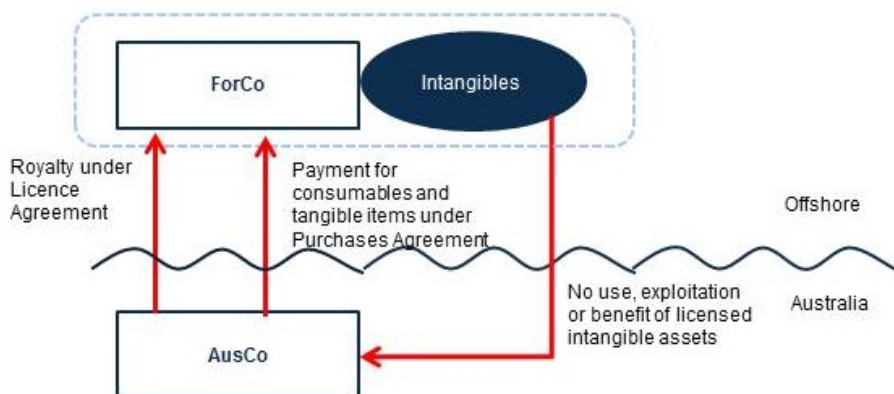 ForCo
Intangibles
Royalty under
Licence
Agreement
Payment for
consumables and
tangible items under
Purchases Agreement
Offshore
No use, exploitation
or benefit of licensed
intangible assets
Australia
AusCo